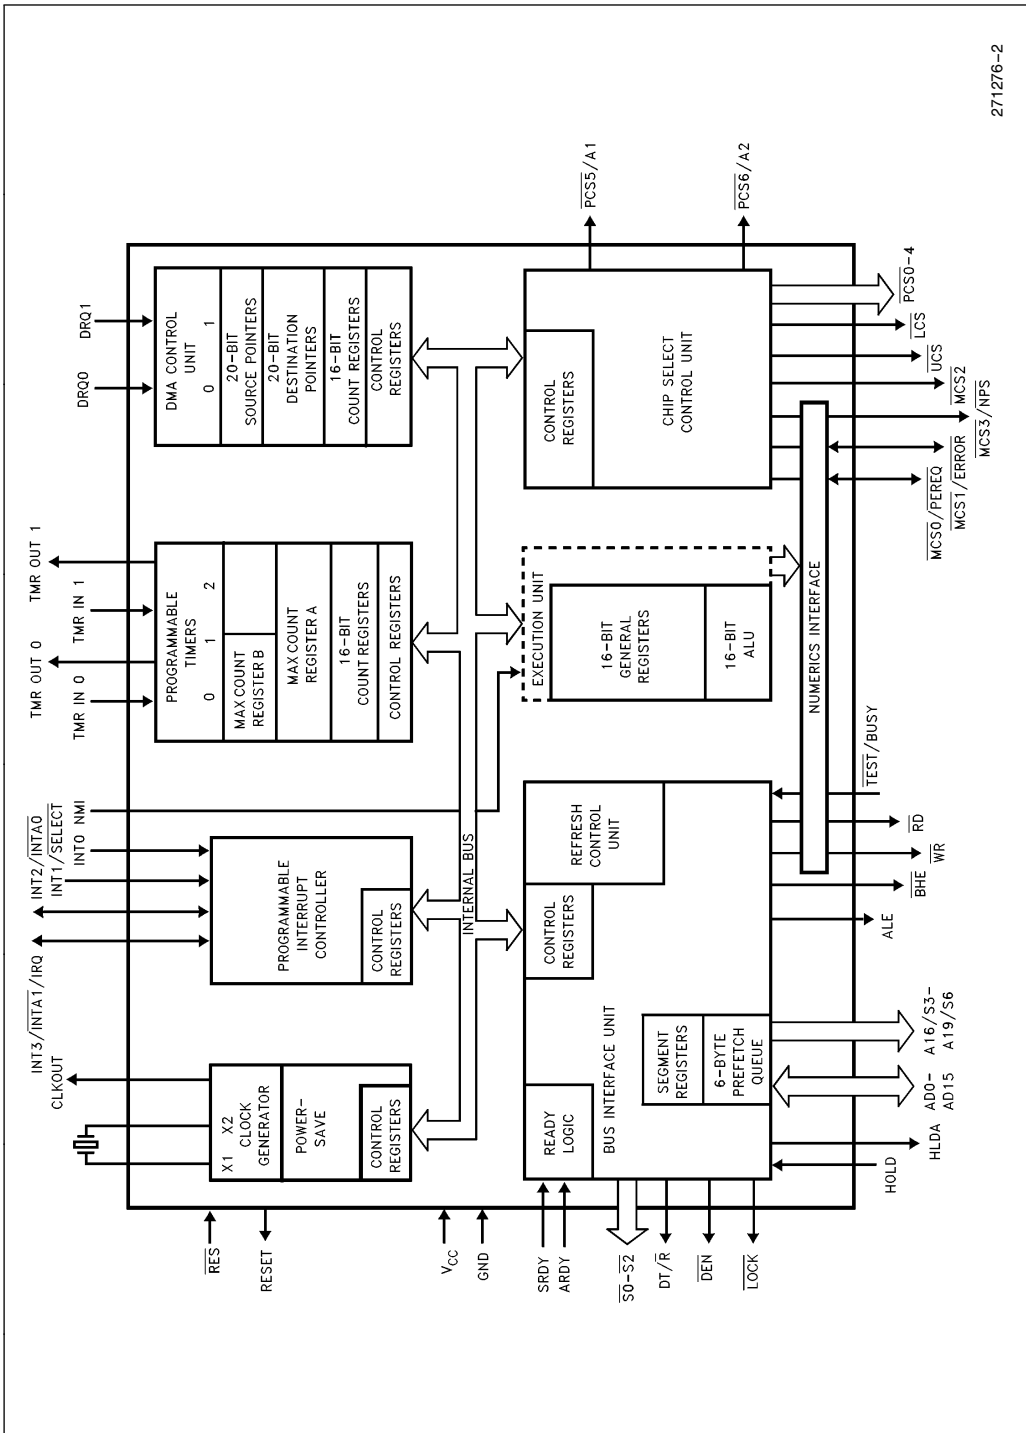 INT3/INTA1/IRQ
INT2/INTA0
INT1/SELECT
INT0 NMI
TMR OUT 0
TMR IN 0
TMR OUT 1
TMR IN 1
DRQ0
DRQ1
CLKOUT
X1 X2
CLOCK
GENERATOR
POWER-
SAVE
CONTROL
REGISTERS
PROGRAMMABLE
INTERRUPT
CONTROLLER
CONTROL
REGISTERS
PROGRAMMABLE
TIMERS
0 1 2
MAX COUNT
REGISTER B
MAX COUNT
REGISTER A
16-BIT
COUNT REGISTERS
CONTROL REGISTERS
DMA CONTROL
UNIT
0 1
20-BIT
SOURCE POINTERS
20-BIT
DESTINATION
POINTERS
16-BIT
COUNT REGISTERS
CONTROL
REGISTERS
RES
RESET
VCC
GND
SRDY
ARDY
S0-S2
DT/R
DEN
LOCK
INTERNAL BUS
READY
LOGIC
BUS INTERFACE UNIT
CONTROL
REGISTERS
REFRESH
CONTROL
UNIT
SEGMENT
REGISTERS
6-BYTE
PREFETCH
QUEUE
EXECUTION UNIT
16-BIT
GENERAL
REGISTERS
16-BIT
ALU
CONTROL
REGISTERS
CHIP SELECT
CONTROL UNIT
PCS5/A1
PCS6/A2
NUMERICS INTERFACE
HOLD
HLDA
AD0-
AD15
A16/S3-
A19/S6
ALE
BHE
WR
RD
TEST/BUSY
MCS0/PEREQ
MCS1/ERROR
MCS3/NPS
MCS2
UCS
LCS
PCS0-4
271276-2